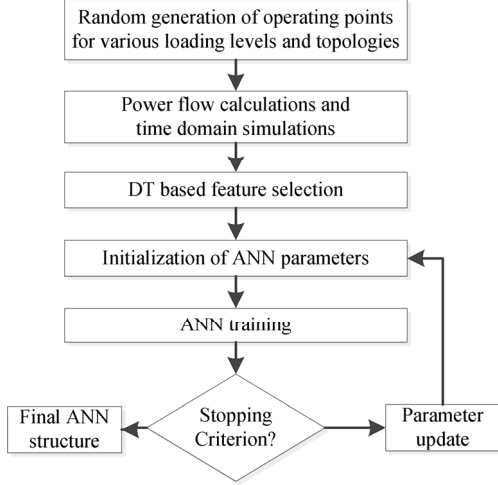 Random generation of operating points
for various loading levels and topologies
Power flow calculations and
time domain simulations
DT based feature selection
Initialization of ANN parameters
ANN training
Stopping
Criterion?
Final ANN
structure
Parameter
update